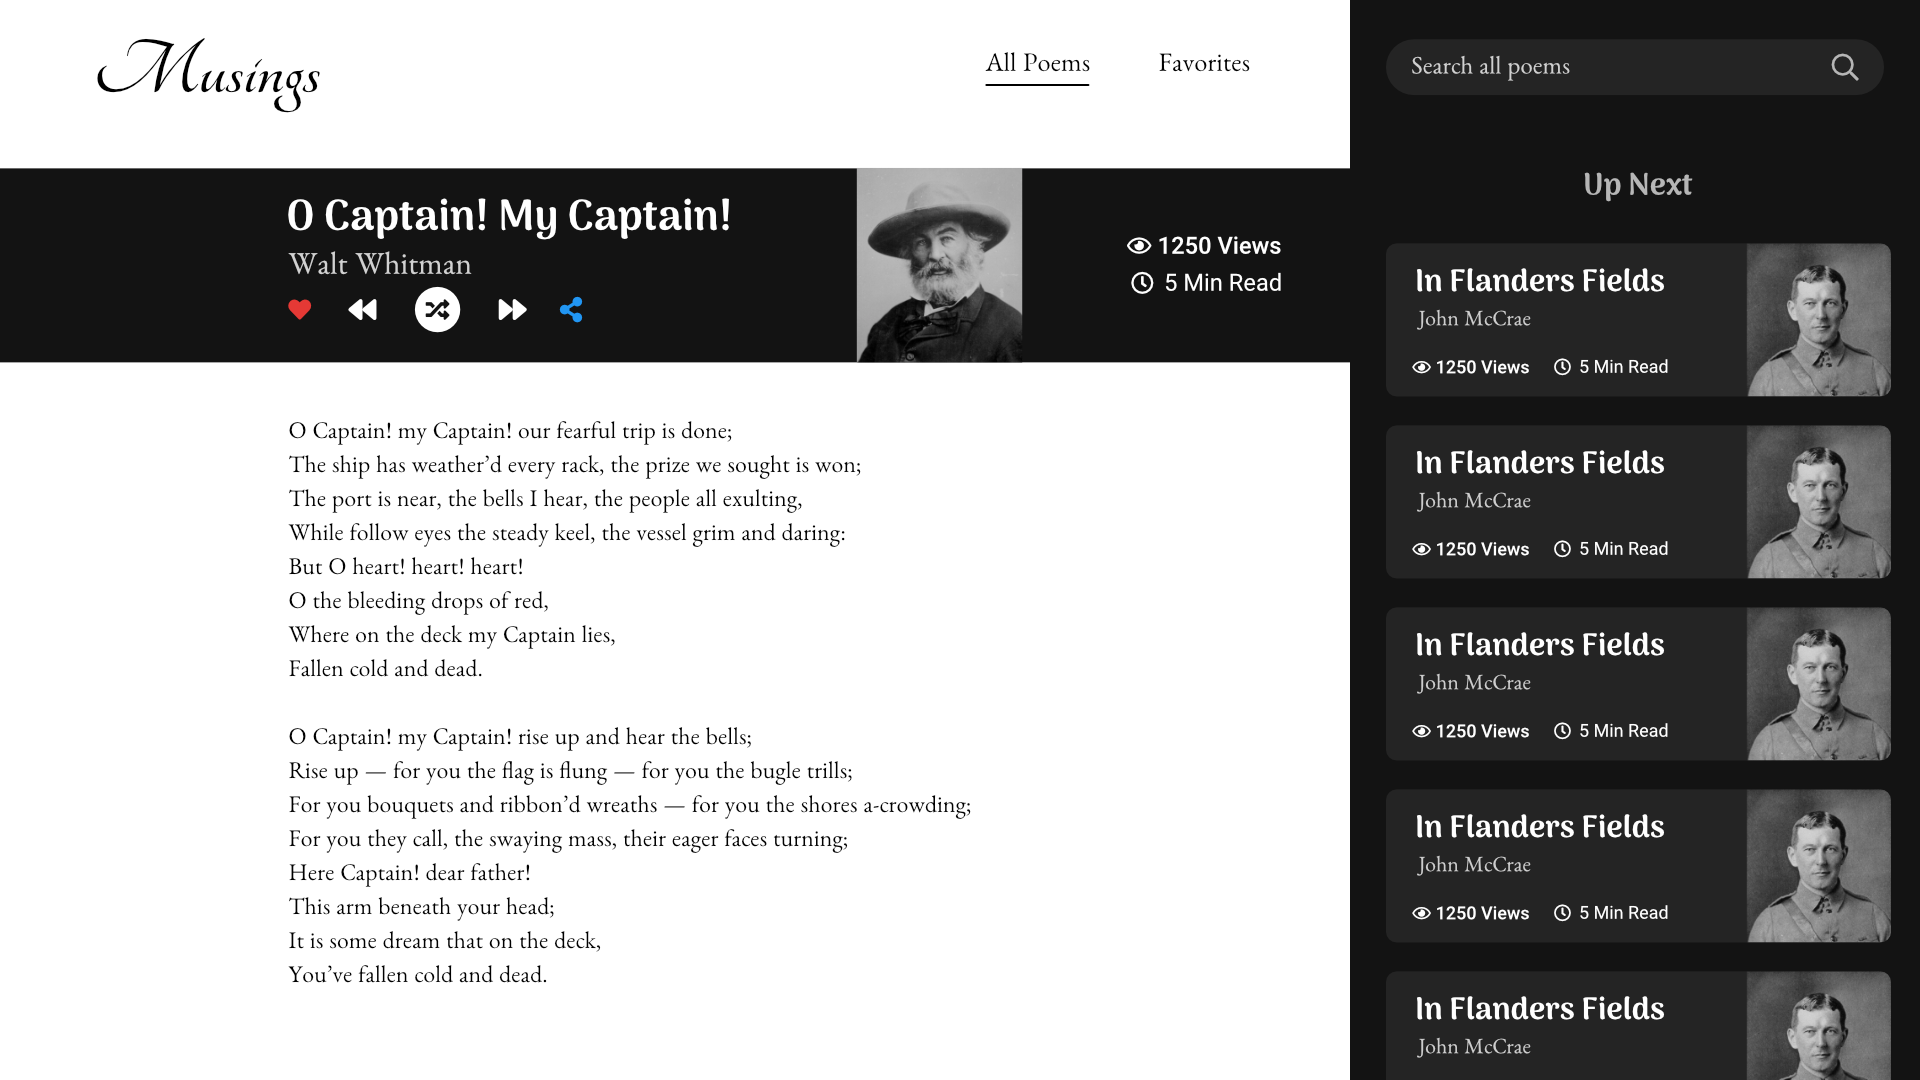 Musings
All Poems
Favorites
Search all poems
O Captain! My Captain!
Walt Whitman
1250 Views
5 Min Read
O Captain! my Captain! our fearful trip is done;
The ship has weather’d every rack, the prize we sought is won;
The port is near, the bells I hear, the people all exulting,
While follow eyes the steady keel, the vessel grim and daring:
But O heart! heart! heart!
O the bleeding drops of red,
Where on the deck my Captain lies,
Fallen cold and dead.
O Captain! my Captain! rise up and hear the bells;
Rise up — for you the flag is flung — for you the bugle trills;
For you bouquets and ribbon’d wreaths — for you the shores a-crowding;
For you they call, the swaying mass, their eager faces turning;
Here Captain! dear father!
This arm beneath your head;
It is some dream that on the deck,
You’ve fallen cold and dead.
Up Next
In Flanders Fields
John McCrae
1250 Views 5 Min Read
In Flanders Fields
John McCrae
1250 Views 5 Min Read
In Flanders Fields
John McCrae
1250 Views 5 Min Read
In Flanders Fields
John McCrae
1250 Views 5 Min Read
In Flanders Fields
John McCrae